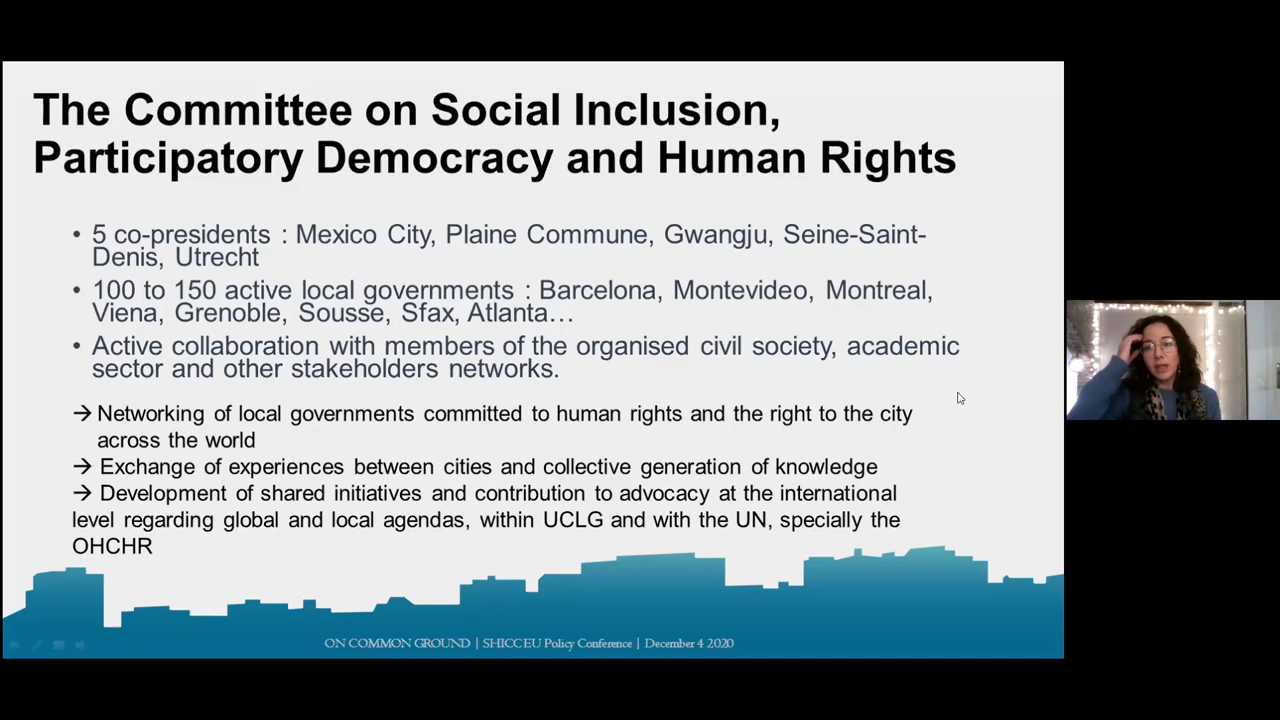 The Committee on Social Inclusion,
Participatory Democracy and Human Rights
• 5 co-presidents : Mexico City, Plaine Commune, Gwangju, Seine-Saint-
Denis, Utrecht
• 100 to 150 active local governments : Barcelona, Montevideo, Montreal,
Viena, Grenoble, Sousse, Sfax, Atlanta…
• Active collaboration with members of the organised civil society, academic
sector and other stakeholders networks.
→ Networking of local governments committed to human rights and the right to the city
across the world
→ Exchange of experiences between cities and collective generation of knowledge
→ Development of shared initiatives and contribution to advocacy at the international
level regarding global and local agendas, within UCLG and with the UN, specially the
OHCHR
ON COMMON GROUND | SHICC EU Policy Conference | December 4 2020